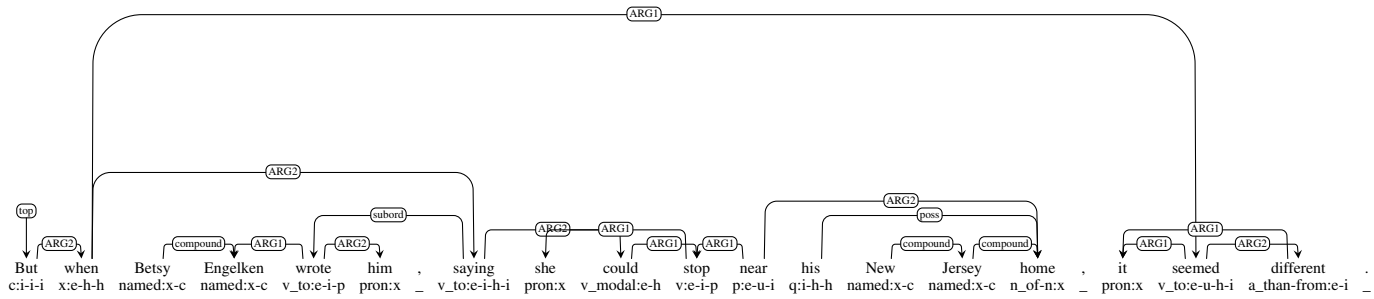 ARG1
ARG2
top
ARG2
poss
subord
ARG2 ARG1 ARG1
ARG2 compound ARG1 ARG2 ARG1 ARG1 compound compound ARG1 ARG2
But when Betsy Engelken wrote him , saying she could stop near his New Jersey home , it seemed different .
c:i-i-i x:e-h-h named:x-c named:x-c v_to:e-i-p pron:x _ v_to:e-i-h-i pron:x v_modal:e-h v:e-i-p p:e-u-i q:i-h-h named:x-c named:x-c n_of-n:x _ pron:x v_to:e-u-h-i a_than-from:e-i _